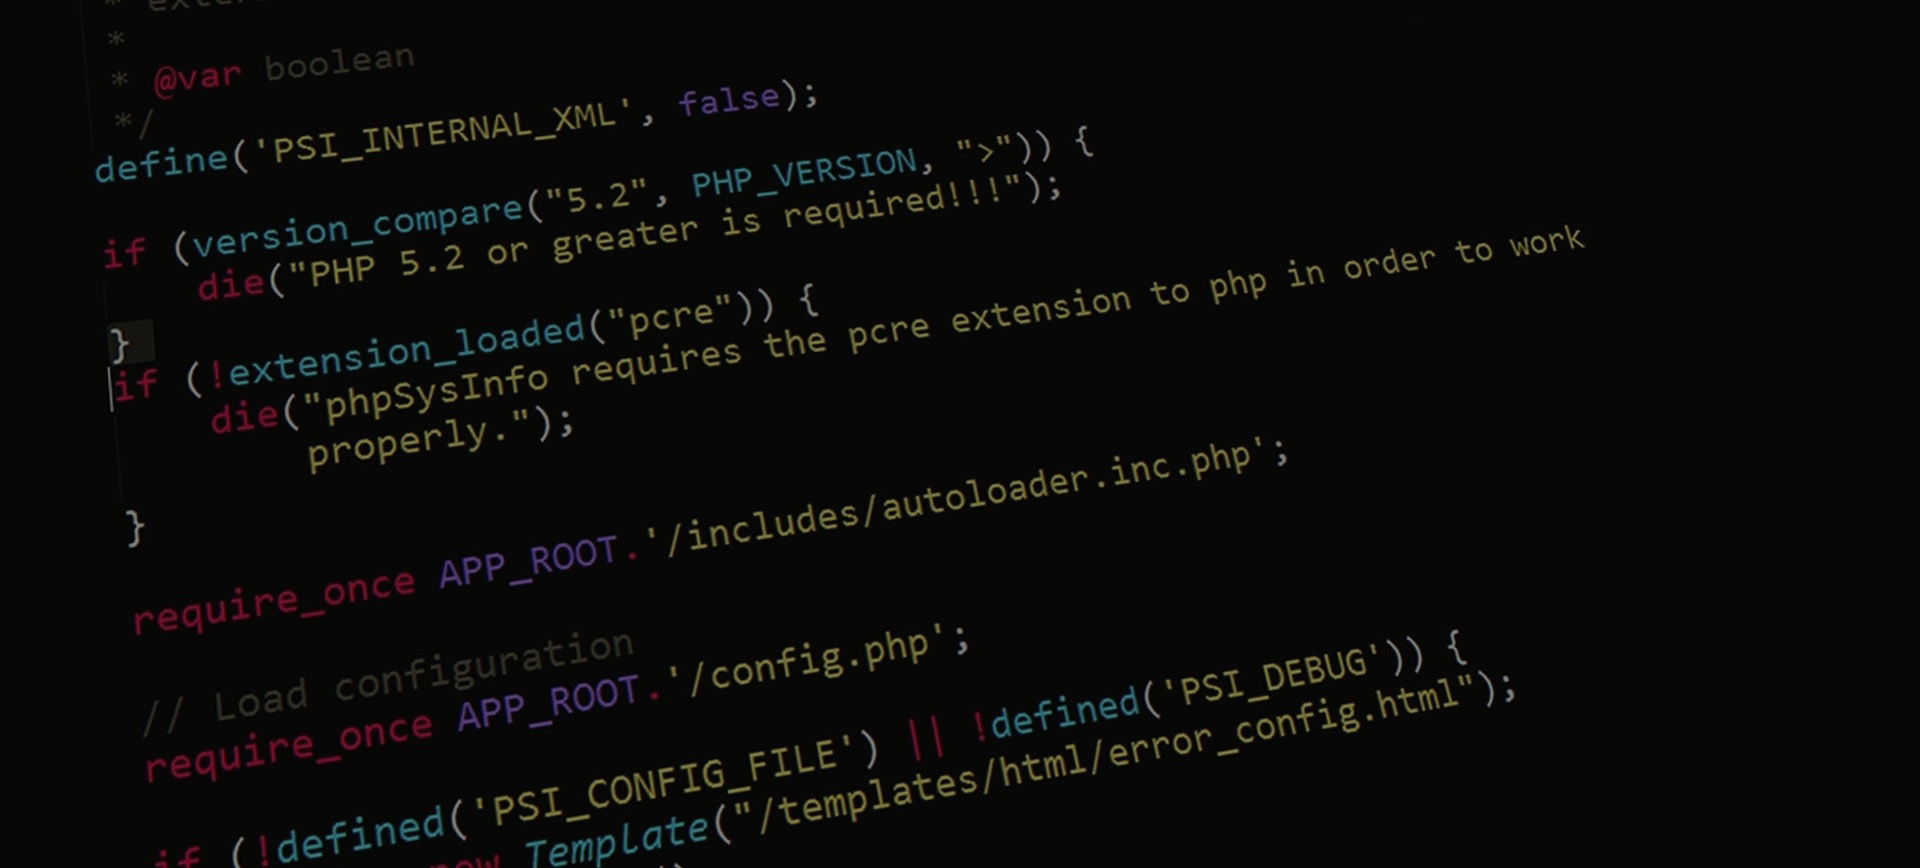 *
* @var boolean
*/
define('PSI_INTERNAL_XML', false);
if (version_compare("5.2", PHP_VERSION, ">")) {
die("PHP 5.2 or greater is required!!!");
}
if (!extension_loaded("pcre")) {
die("phpSysInfo requires the pcre extension to php in order to work
properly.");
}
require_once APP_ROOT.'/includes/autoloader.inc.php';
// Load configuration
require_once APP_ROOT.'/config.php';
if (!defined('PSI_CONFIG_FILE') || !defined('PSI_DEBUG')) {
new Template("/templates/html/error_config.html");